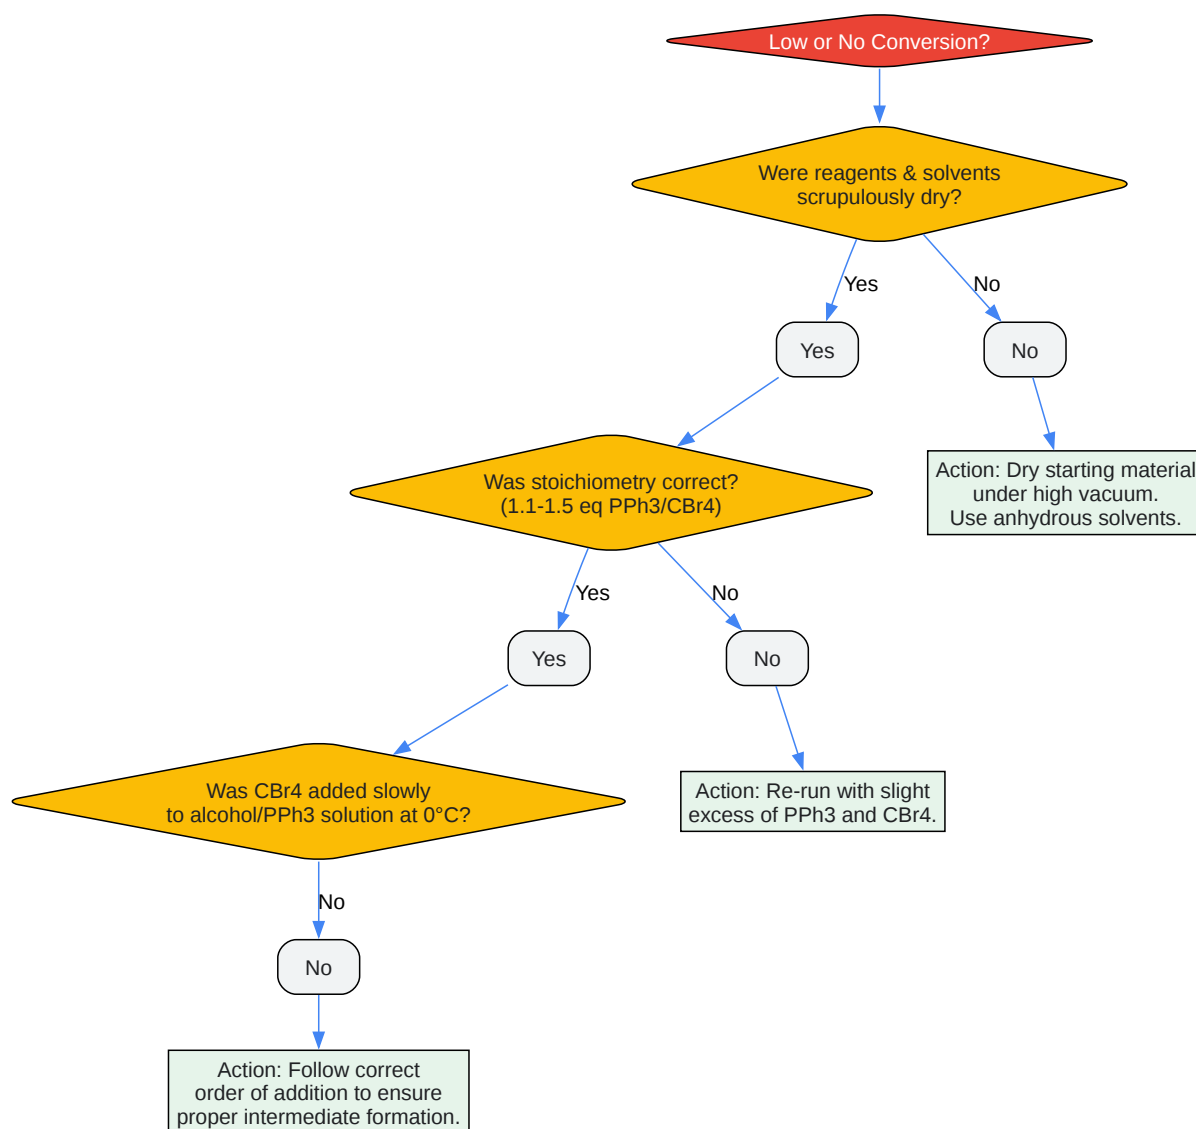 Low or No Conversion?
Were reagents & solvents
scrupulously dry?
Yes
No
Yes
No
Was stoichiometry correct?
(1.1-1.5 eq PPh3/CBr4)
Action: Dry starting material
under high vacuum.
Use anhydrous solvents.
Yes
No
Yes
No
Was CBr4 added slowly
to alcohol/PPh3 solution at 0°C?
Action: Re-run with slight
excess of PPh3 and CBr4.
No
No
Action: Follow correct
order of addition to ensure
proper intermediate formation.